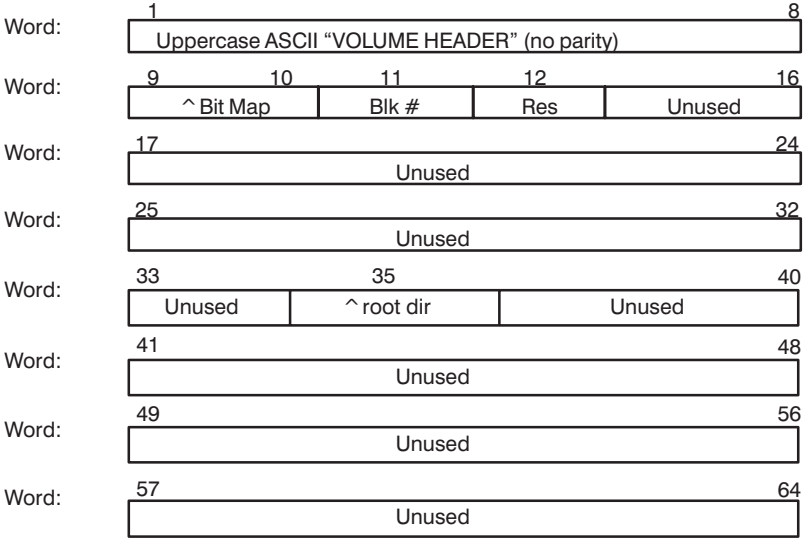 1 8
Word: Uppercase ASCII “VOLUME HEADER” (no parity)
9 10 11 12 16
Word: ^ Bit Map Blk # Res Unused
17 24
Word: Unused
25 32
Word: Unused
33 35 40
Word: Unused ^ root dir Unused
41 48
Word: Unused
49 56
Word: Unused
57 64
Word: Unused